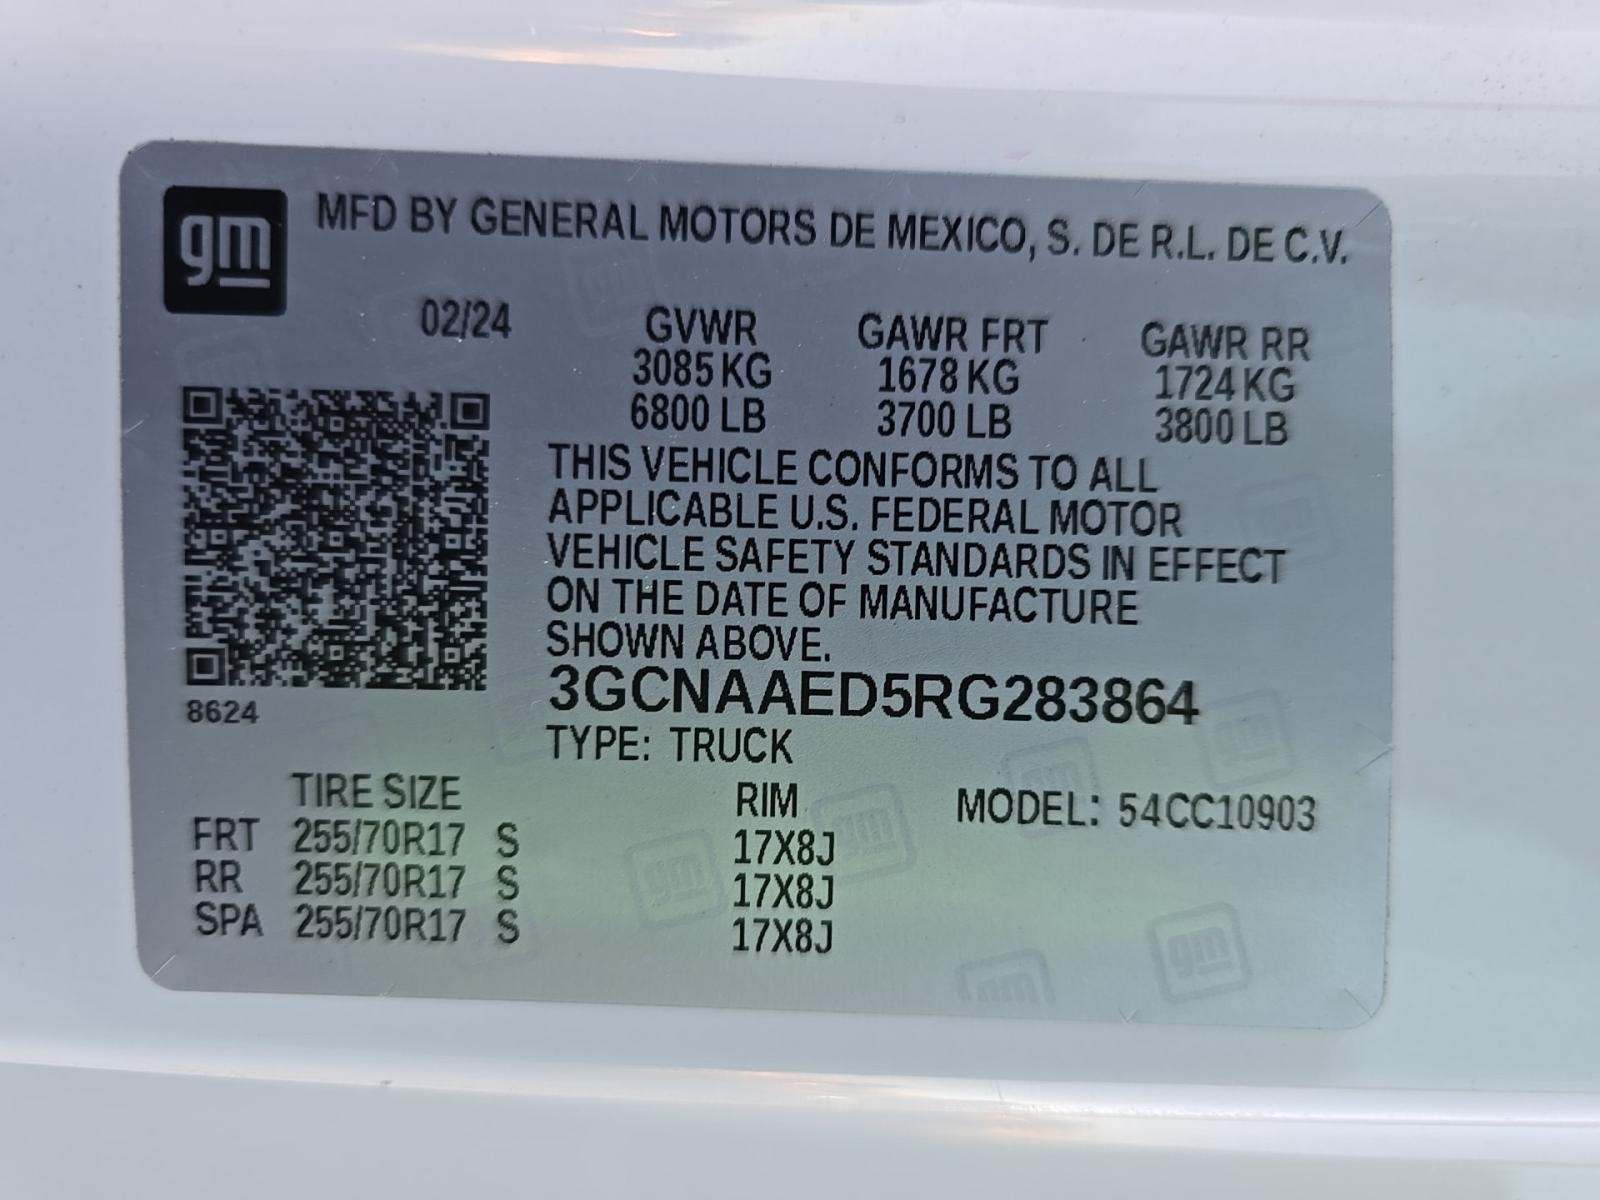 gm MFD BY GENERAL MOTORS DE MEXICO, S. DE R.L. DE C.V.
02/24 GVWR GAWR FRT GAWR RR
3085 KG 1678 KG 1724 KG
6800 LB 3700 LB 3800 LB
THIS VEHICLE CONFORMS TO ALL
APPLICABLE U.S. FEDERAL MOTOR
VEHICLE SAFETY STANDARDS IN EFFECT
ON THE DATE OF MANUFACTURE
SHOWN ABOVE.
3GCNAAED5RG283864
8624
TYPE: TRUCK
TIRE SIZE RIM MODEL: 54CC10903
FRT 255/70R17 S 17X8J
RR 255/70R17 S 17X8J
SPA 255/70R17 S 17X8J